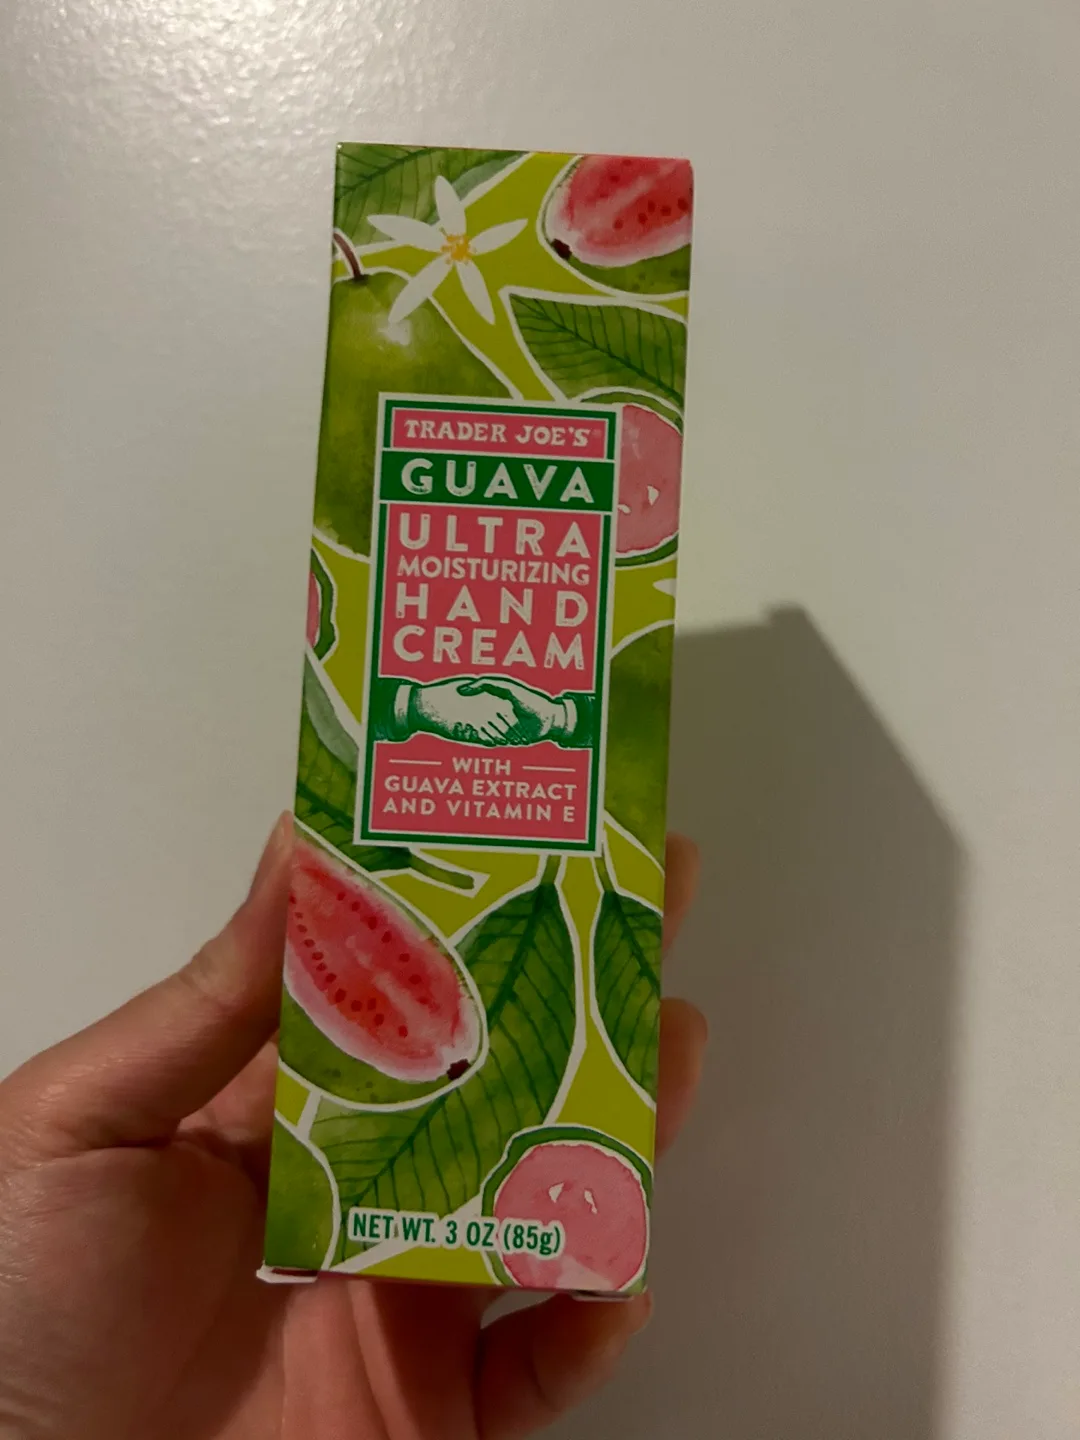 TRADER JOE'S®
GUAVA
ULTRA
MOISTURIZING
HAND
CREAM
WITH
GUAVA EXTRACT
AND VITAMIN E
NET WT. 3 OZ (85g)